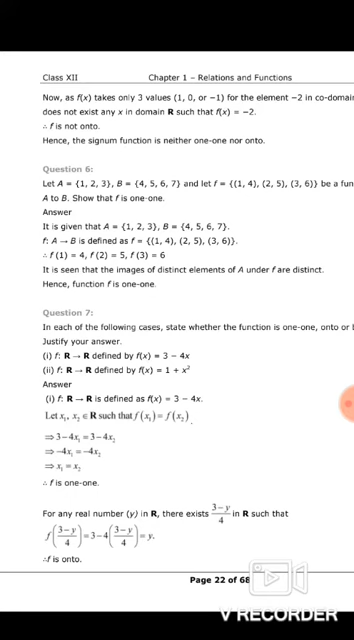 Class XII Chapter 1 – Relations and Functions
Now, as f(x) takes only 3 values (1, 0, or −1) for the element −2 in co-domain
does not exist any x in domain R such that f(x) = −2.
∴ f is not onto.
Hence, the signum function is neither one-one nor onto.
Question 6
Let A = {1, 2, 3}, B = {4, 5, 6, 7} and let f = {(1, 4), (2, 5), (3, 6)} be a fun
A to B. Show that f is one-one.
Answer
It is given that A = {1, 2, 3}, B = {4, 5, 6, 7}.
f: A → B is defined as f = {(1, 4), (2, 5), (3, 6)}.
∴ f (1) = 4, f (2) = 5, f (3) = 6
It is seen that the images of distinct elements of A under f are distinct.
Hence, function f is one-one.
Question 7
In each of the following cases, state whether the function is one-one, onto or b
Justify your answer.
(i) f: R → R defined by f(x) = 3 − 4x
(ii) f: R → R defined by f(x) = 1 + x²
Answer
(i) f: R → R is defined as f(x) = 3 − 4x.
Let x₁, x₂ ∈ R such that f(x₁) = f(x₂).
⇒ 3 − 4x₁ = 3 − 4x₂
⇒ −4x₁ = −4x₂
⇒ x₁ = x₂
∴ f is one-one.
For any real number (y) in R, there exists (3−y)/4 in R such that
f((3−y)/4) = 3 − 4((3−y)/4) = y.
∴f is onto.
Page 22 of 68
V RECORDER